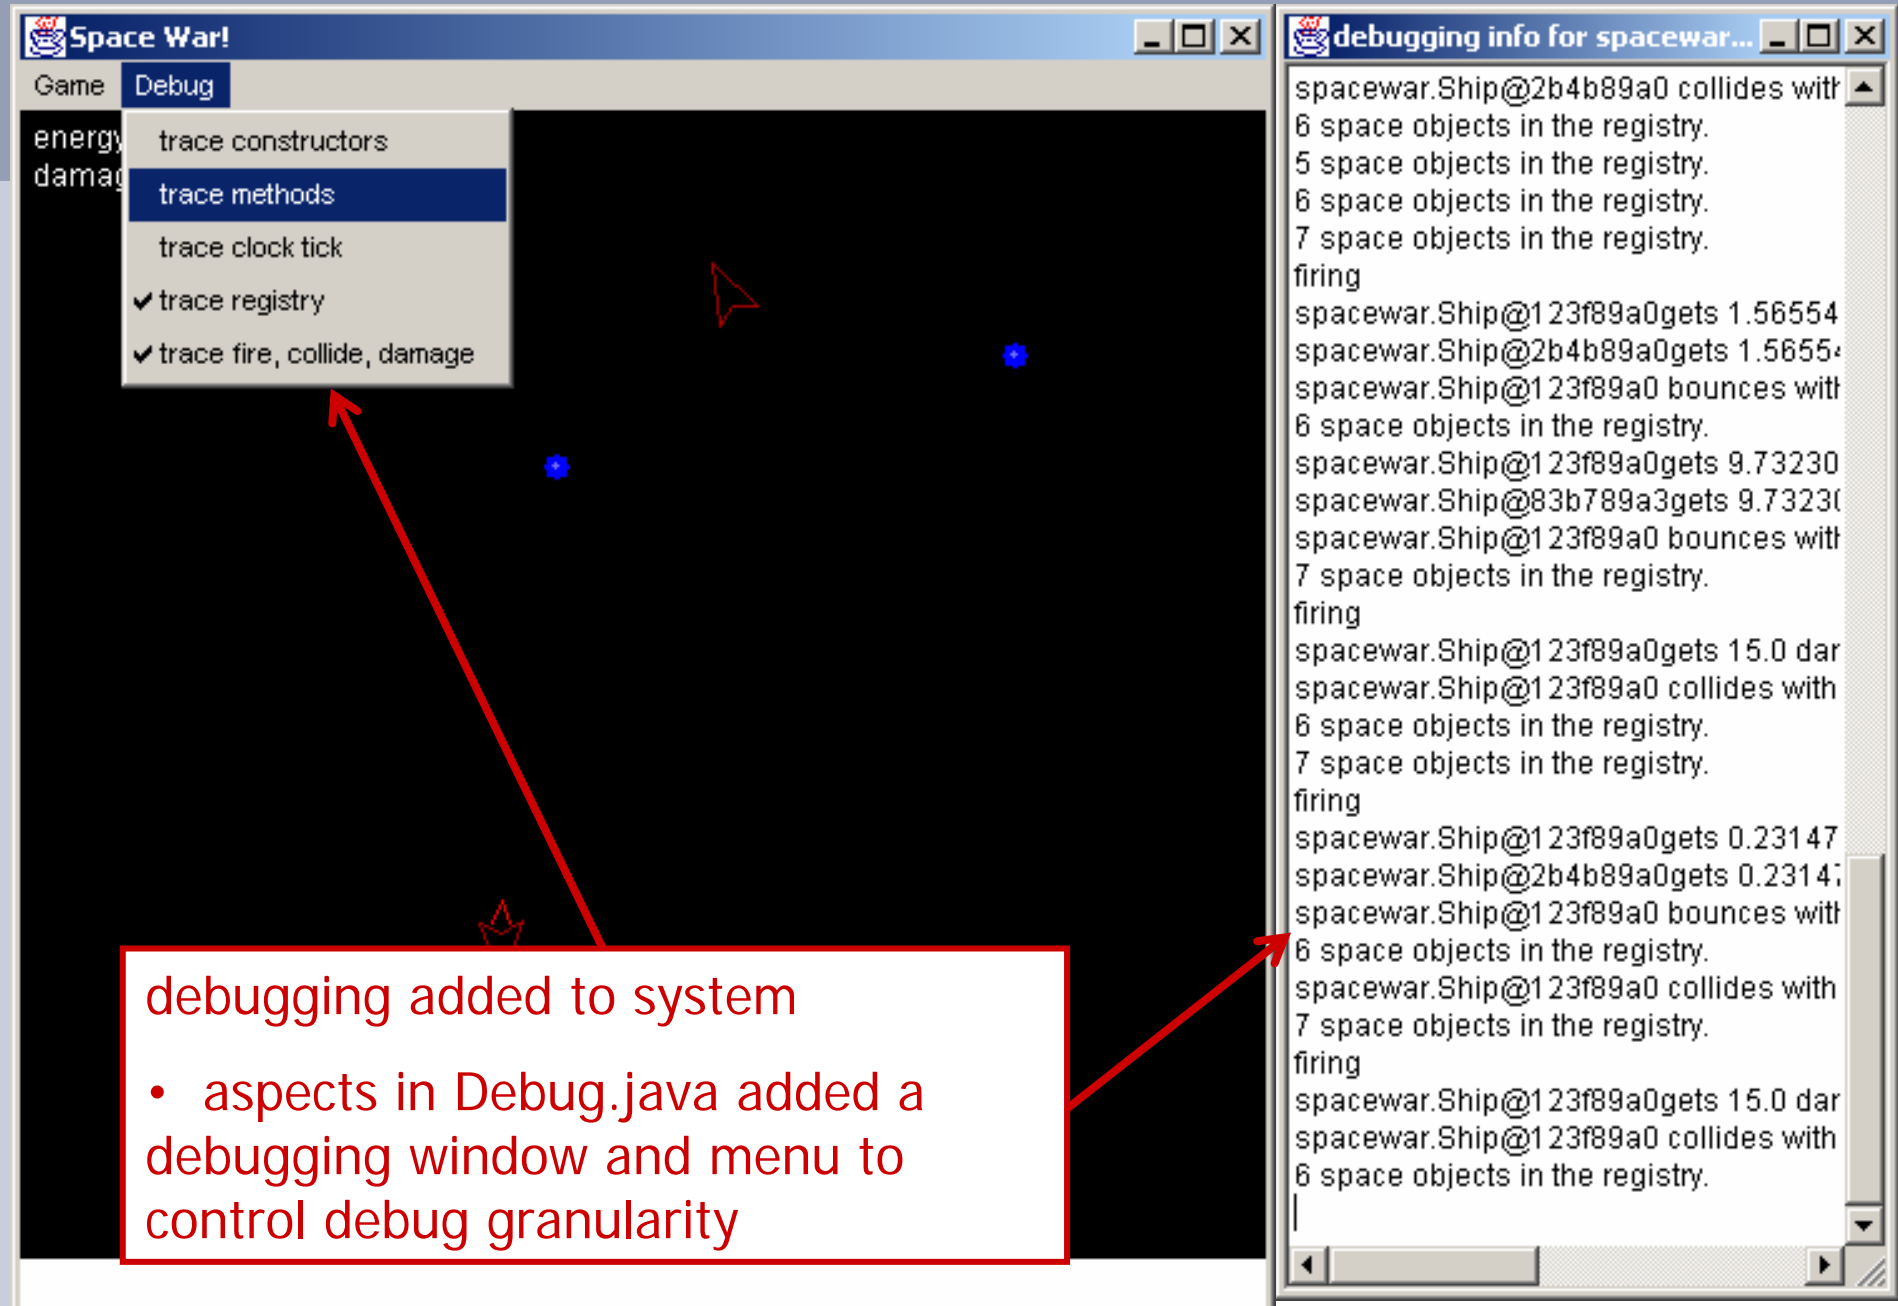 Space War!
Game Debug
energy
trace constructors
trace methods
trace clock tick
trace registry
trace fire, collide, damage
debugging added to system
• aspects in Debug.java added a
debugging window and menu to
control debug granularity
debugging info for spacewar...
spacewar.Ship@2b4b89a0 collides with
6 space objects in the registry.
5 space objects in the registry.
6 space objects in the registry.
7 space objects in the registry.
firing
spacewar.Ship@123f89a0gets 1.56554
spacewar.Ship@2b4b89a0gets 1.5655
spacewar.Ship@123f89a0 bounces with
6 space objects in the registry.
spacewar.Ship@123f89a0gets 9.73230
spacewar.Ship@83b789a3gets 9.7323
spacewar.Ship@123f89a0 bounces with
7 space objects in the registry.
firing
spacewar.Ship@123f89a0gets 15.0
spacewar.Ship@123f89a0 collides with
6 space objects in the registry.
7 space objects in the registry.
firing
spacewar.Ship@123f89a0gets 0.23147
spacewar.Ship@2b4b89a0gets 0.2314
spacewar.Ship@123f89a0 bounces with
6 space objects in the registry.
spacewar.Ship@123f89a0 collides with
7 space objects in the registry.
firing
spacewar.Ship@123f89a0gets 15.0
spacewar.Ship@123f89a0 collides with
6 space objects in the registry.